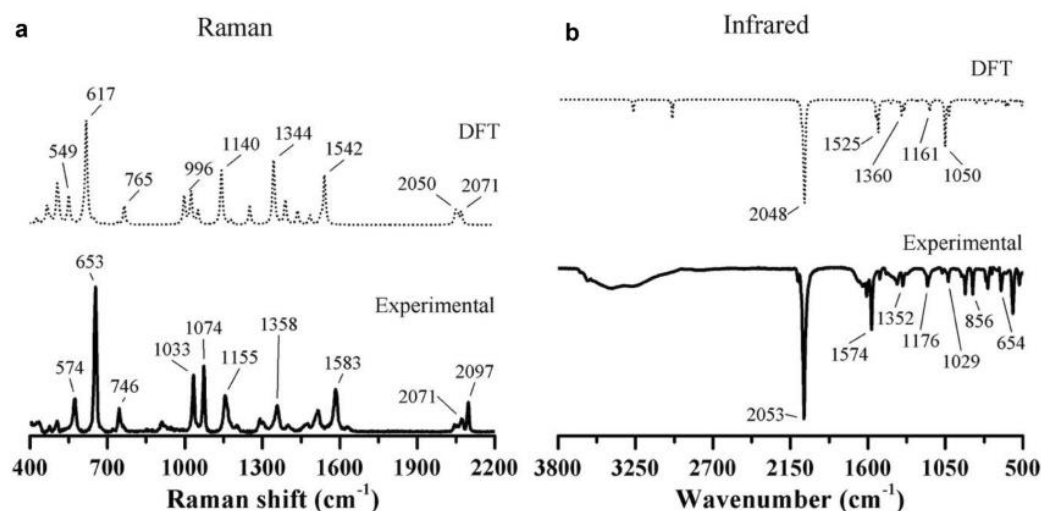 a
Raman
617
DFT
549
765
996
1140
1344
1542
2050
2071
653
Experimental
574
746
1033
1074
1155
1358
1583
2071
2097
400 700 1000 1300 1600 1900 2200
Raman shift (cm⁻¹)
b
Infrared
DFT
1525
1360
1161
1050
2048
Experimental
1574
1352
1176
1029
856
654
2053
3800 3250 2700 2150 1600 1050 500
Wavenumber (cm⁻¹)